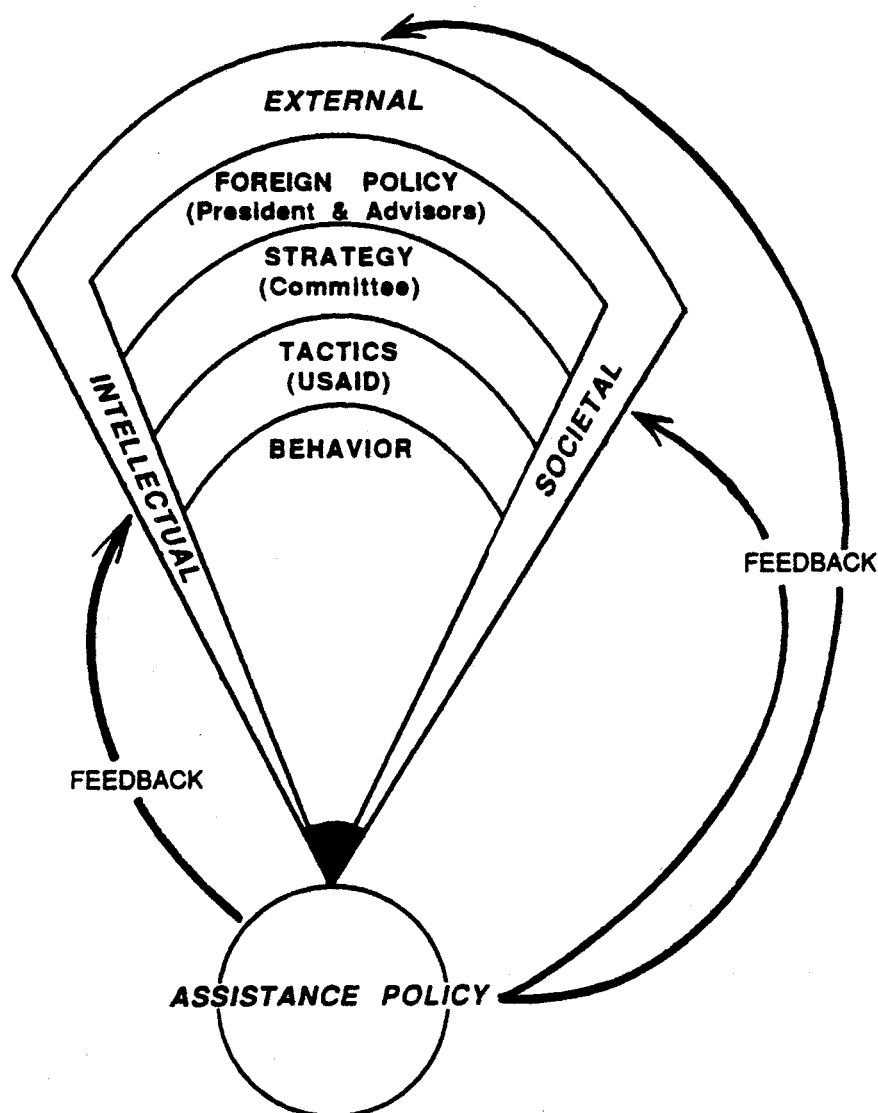 EXTERNAL
FOREIGN POLICY
(President & Advisors)
STRATEGY
(Committee)
TACTICS
(USAID)
BEHAVIOR
INTELLECTUAL
SOCIETAL
FEEDBACK
FEEDBACK
ASSISTANCE POLICY